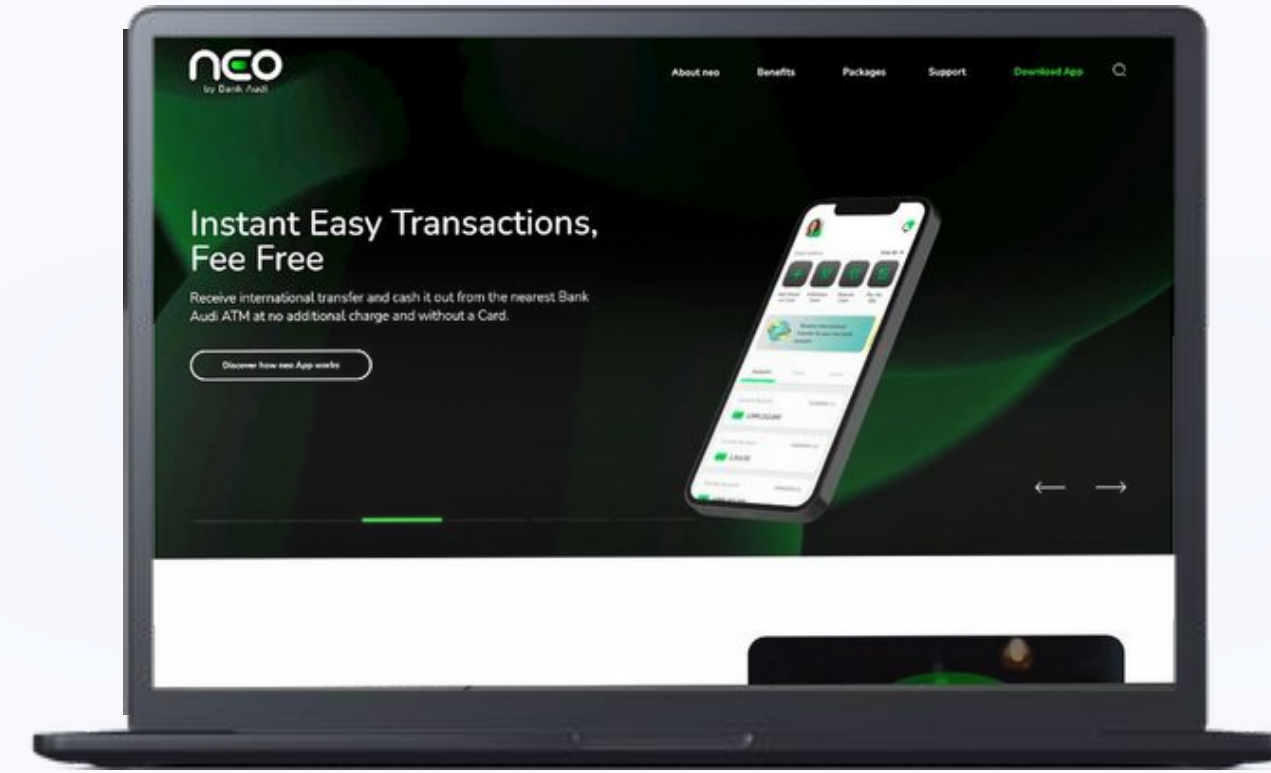 neo
by Bank Audi
About neo
Benefits
Packages
Support
Download App
Instant Easy Transactions,
Fee Free
Receive international transfer and cash it out from the nearest Bank
Audi ATM at no additional charge and without a Card.
Discover how neo App works